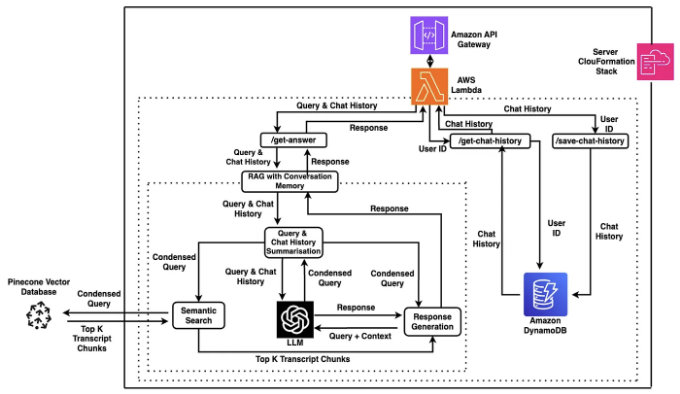 Amazon API
Gateway
Server
ClouFormation
Stack
AWS
Lambda
Query & Chat History
Chat History
Response
Chat History
User
ID
/get-answer
User ID
/get-chat-history
/save-chat-history
Query &
Chat History
Response
RAG with Conversation
Memory
Query & Chat
History
Response
Query &
Chat History
Summarisation
Chat
History
User
ID
Chat
History
Condensed
Query
Query & Chat
History
Condensed
Query
Condensed
Query
Pinecone Vector
Database
Condensed
Query
Semantic
Search
Response
Response
Generation
LLM
Query + Context
Top K
Transcript
Chunks
Top K Transcript Chunks
Amazon
DynamoDB